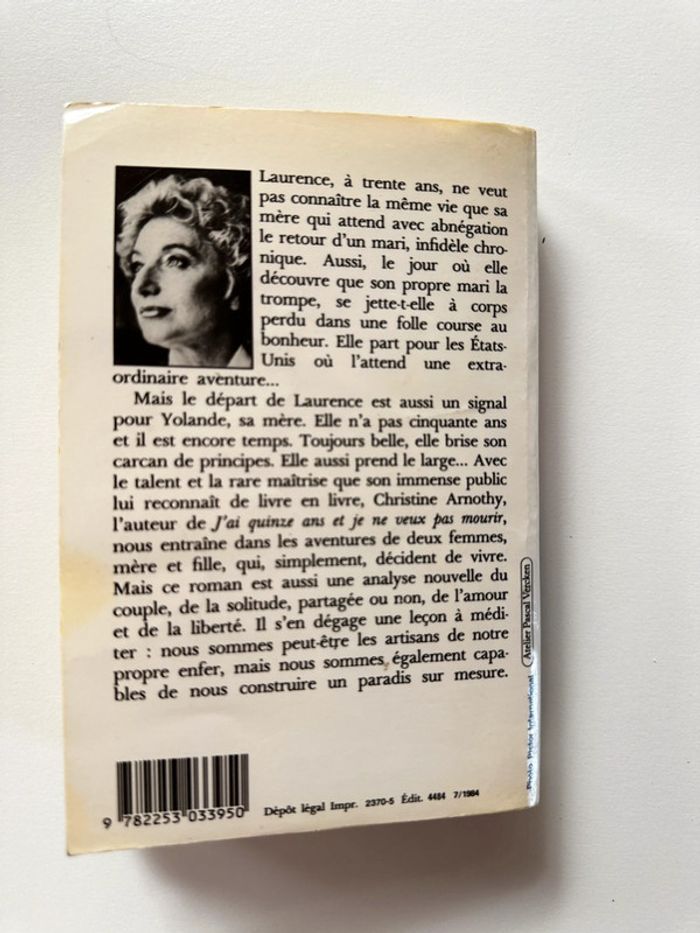 Laurence, à trente ans, ne veut
pas connaître la même vie que sa
mère qui attend avec abnégation
le retour d'un mari, infidèle chro-
nique. Aussi, le jour où elle
découvre que son propre mari la
trompe, se jette-t-elle à corps
perdu dans une folle course au
bonheur. Elle part pour les États-
Unis où l'attend une extra-
ordinaire aventure...
Mais le départ de Laurence est aussi un signal
pour Yolande, sa mère. Elle n'a pas cinquante ans
et il est encore temps. Toujours belle, elle brise son
carcan de principes. Elle aussi prend le large... Avec
le talent et la rare maîtrise que son immense public
lui reconnaît de livre en livre, Christine Arnothy,
l'auteur de J'ai quinze ans et je ne veux pas mourir,
nous entraîne dans les aventures de deux femmes,
mère et fille, qui, simplement, décident de vivre.
Mais ce roman est aussi une analyse nouvelle du
couple, de la solitude, partagée ou non, de l'amour
et de la liberté. Il s'en dégage une leçon à médi-
ter : nous sommes peut-être les artisans de notre
propre enfer, mais nous sommes également capa-
bles de nous construire un paradis sur mesure.
Photo Pictor International
Atelier Pascal Vercken
9 782253 033950
Dépôt légal Impr. 2370-5 Édit. 4484 7/1984